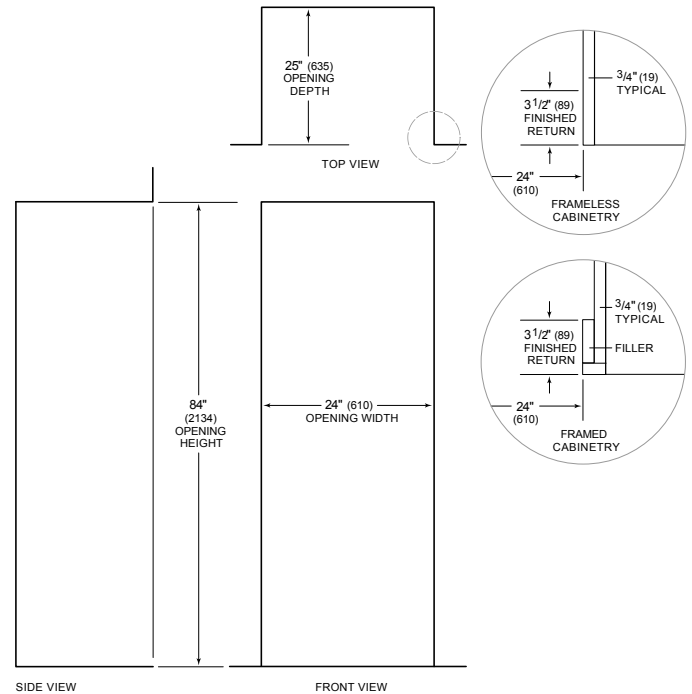 25" (635)
OPENING
DEPTH
TOP VIEW
3/4" (19)
TYPICAL
3 1/2" (89)
FINISHED
RETURN
24"
(610)
FRAMELESS
CABINETRY
3/4" (19)
TYPICAL
3 1/2" (89)
FINISHED
RETURN
FILLER
24"
(610)
FRAMED
CABINETRY
84"
(2134)
OPENING
HEIGHT
24" (610)
OPENING WIDTH
SIDE VIEW
FRONT VIEW